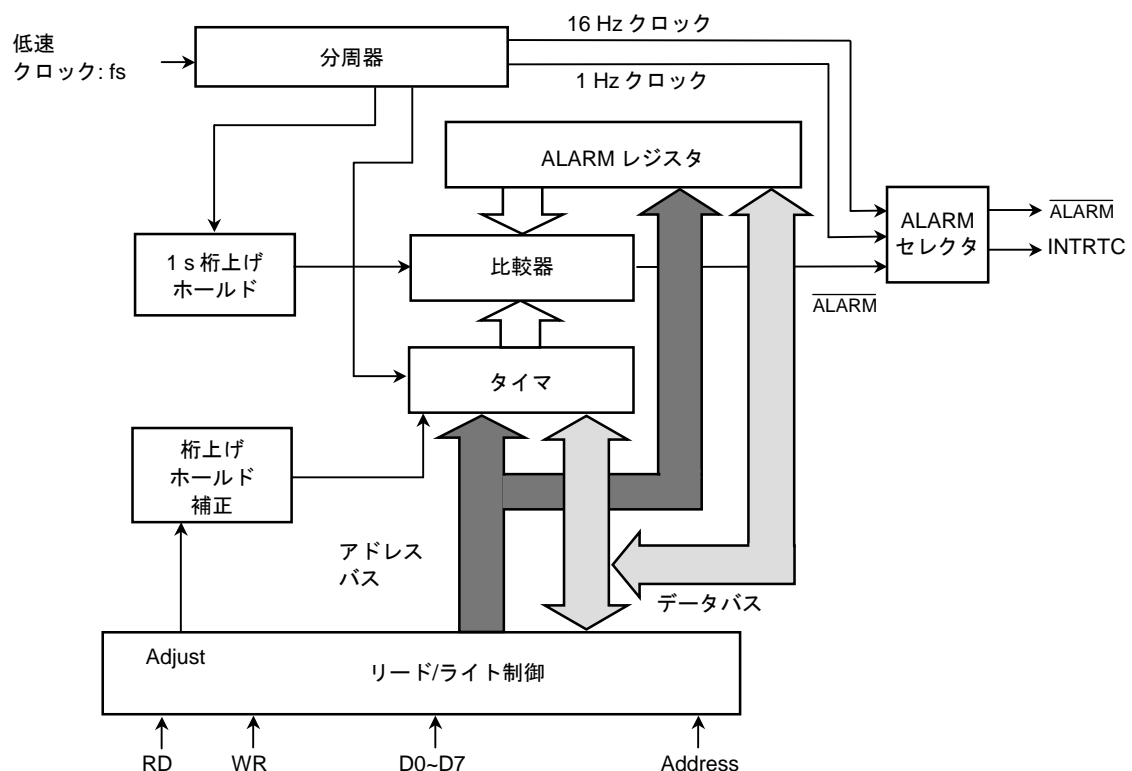 16 Hz クロック
低速
クロック: fs
分周器
1 Hz クロック
ALARM レジスタ
ALARM
セレクタ
ALARM
INTRTC
1 s 桁上げ
ホールド
比較器
ALARM
タイマ
桁上げ
ホールド
補正
アドレス
バス
データバス
Adjust
リード/ライト制御
RD
WR
D0~D7
Address